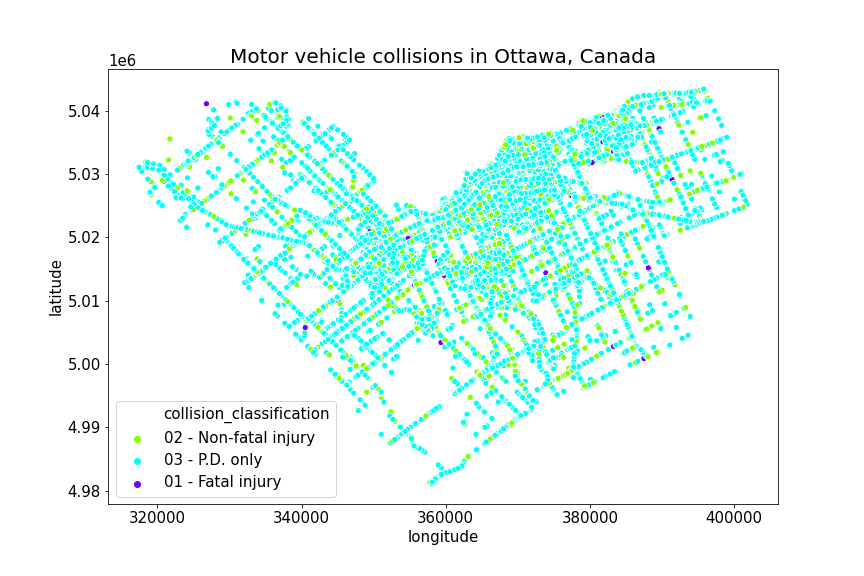 Motor vehicle collisions in Ottawa, Canada
1e6
5.04
5.03
5.02
5.01
5.00
4.99
4.98
latitude
collision_classification
02 - Non-fatal injury
03 - P.D. only
01 - Fatal injury
320000 340000 360000 380000 400000
longitude